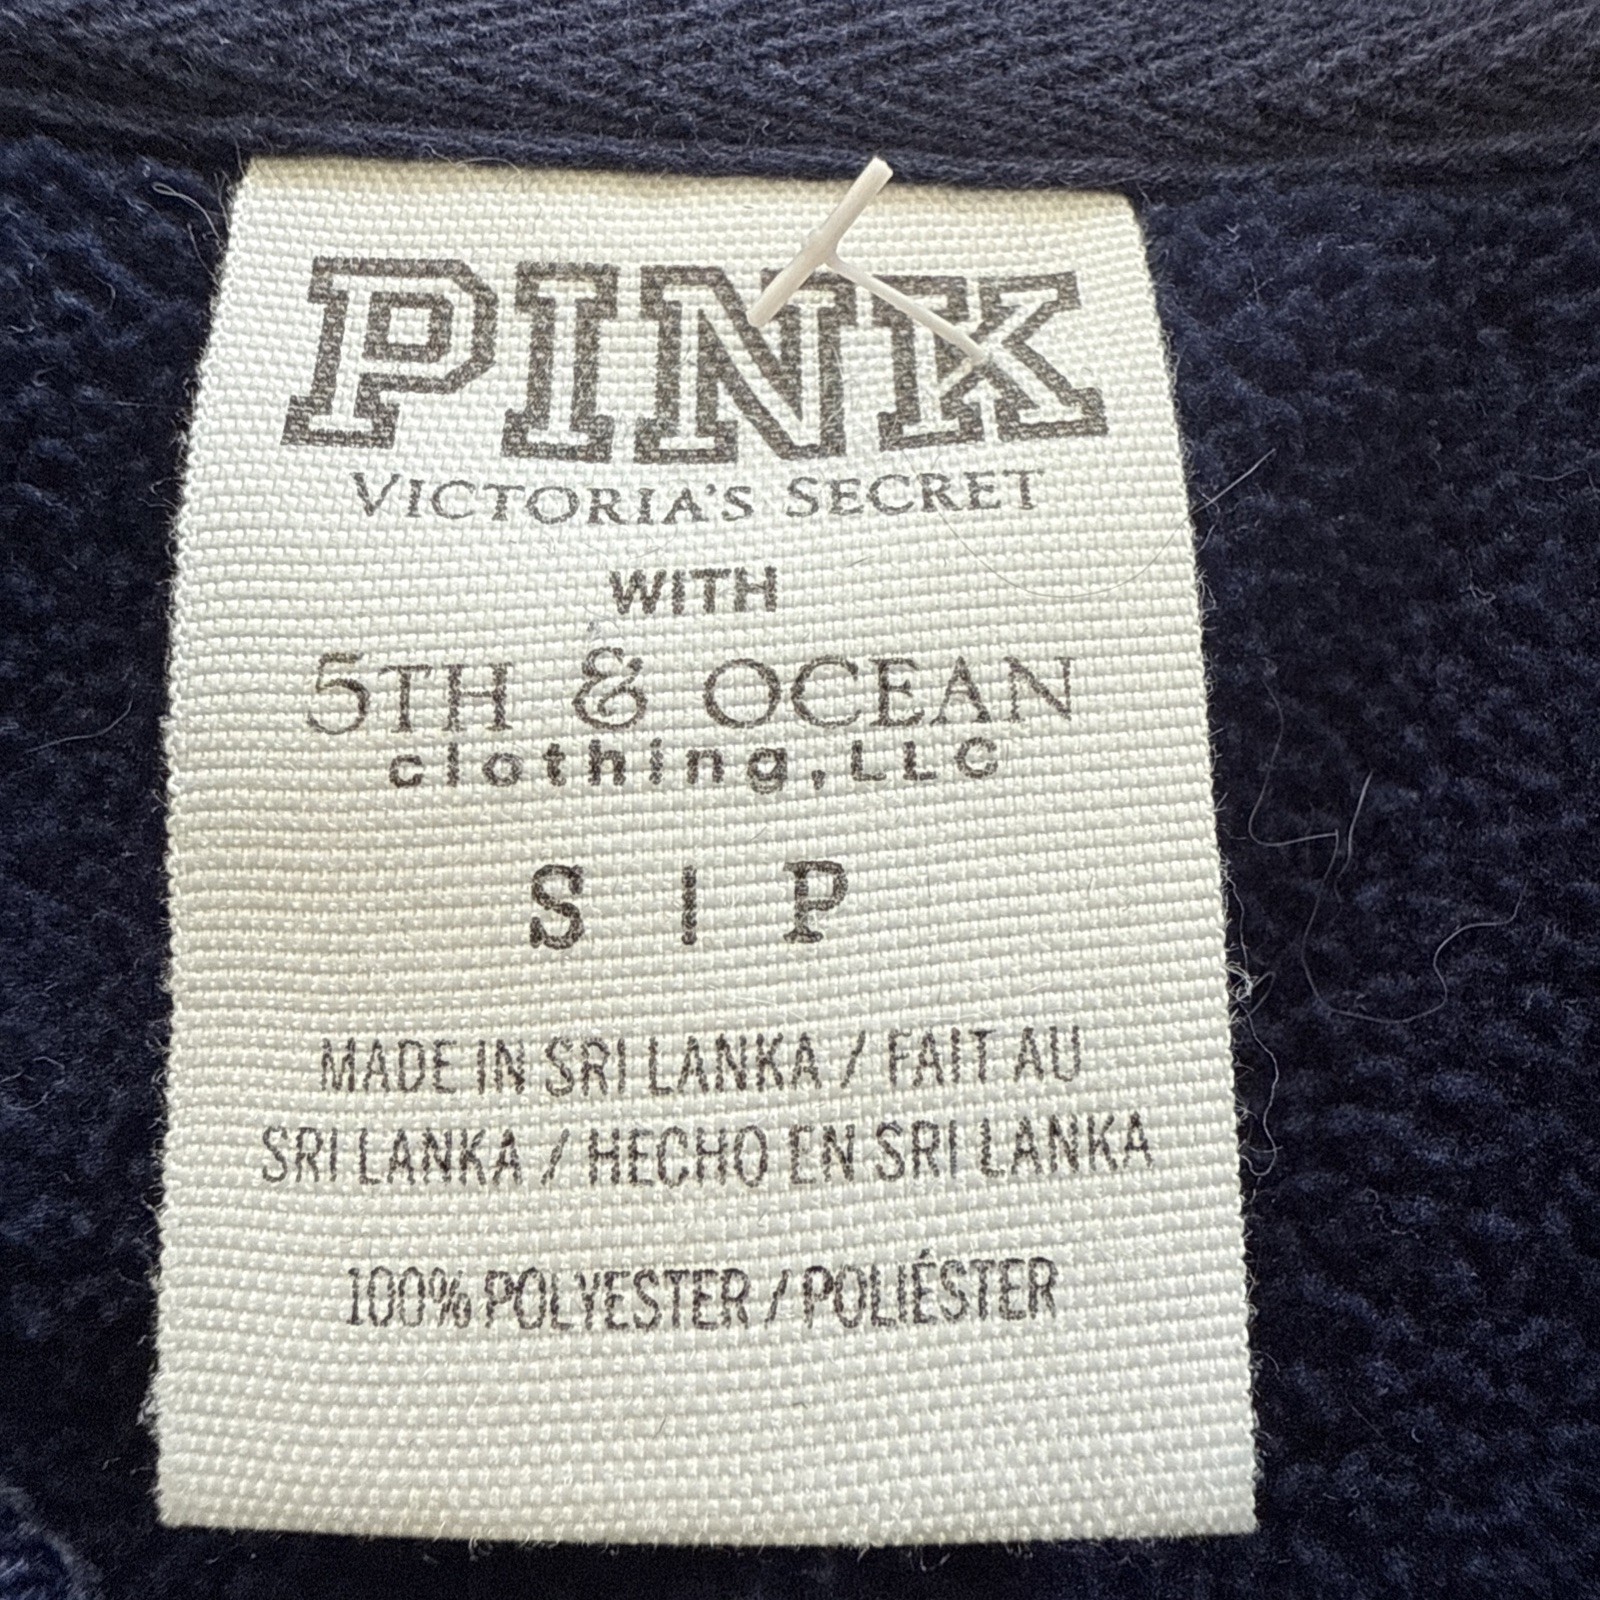 PINK
VICTORIA'S SECRET
WITH
5TH & OCEAN
clothing, LLC
S | P
MADE IN SRI LANKA / FAIT AU
SRI LANKA / HECHO EN SRI LANKA
100% POLYESTER / POLIÉSTER